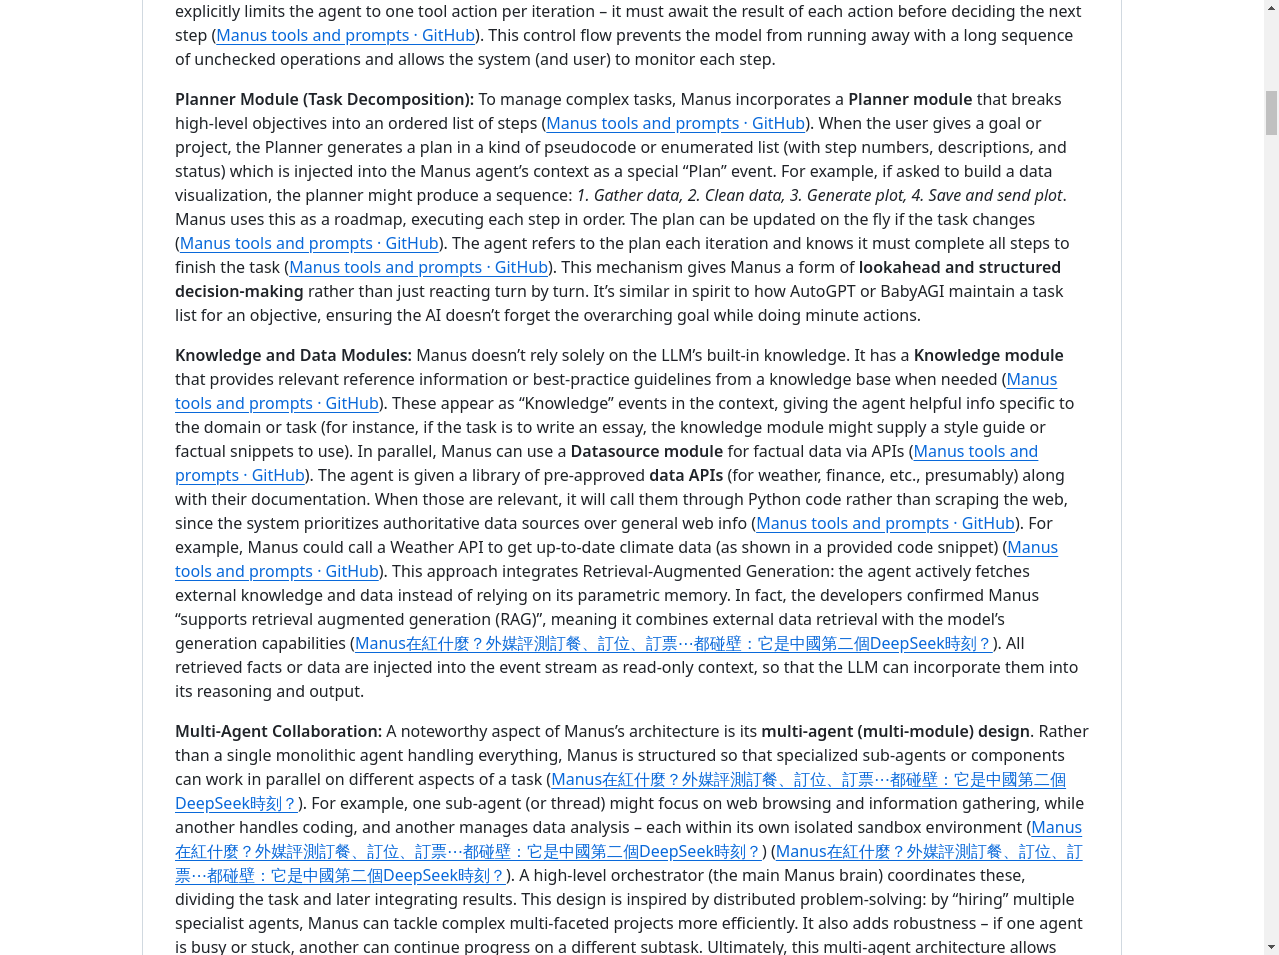 explicitly limits the agent to one tool action per iteration – it must await the result of each action before deciding the next
step (Manus tools and prompts · GitHub). This control flow prevents the model from running away with a long sequence
of unchecked operations and allows the system (and user) to monitor each step.
Planner Module (Task Decomposition): To manage complex tasks, Manus incorporates a Planner module that breaks
high-level objectives into an ordered list of steps (Manus tools and prompts · GitHub). When the user gives a goal or
project, the Planner generates a plan in a kind of pseudocode or enumerated list (with step numbers, descriptions, and
status) which is injected into the Manus agent’s context as a special “Plan” event. For example, if asked to build a data
visualization, the planner might produce a sequence: 1. Gather data, 2. Clean data, 3. Generate plot, 4. Save and send plot.
Manus uses this as a roadmap, executing each step in order. The plan can be updated on the fly if the task changes
(Manus tools and prompts · GitHub). The agent refers to the plan each iteration and knows it must complete all steps to
finish the task (Manus tools and prompts · GitHub). This mechanism gives Manus a form of lookahead and structured
decision-making rather than just reacting turn by turn. It’s similar in spirit to how AutoGPT or BabyAGI maintain a task
list for an objective, ensuring the AI doesn’t forget the overarching goal while doing minute actions.
Knowledge and Data Modules: Manus doesn’t rely solely on the LLM’s built-in knowledge. It has a Knowledge module
that provides relevant reference information or best-practice guidelines from a knowledge base when needed (Manus
tools and prompts · GitHub). These appear as “Knowledge” events in the context, giving the agent helpful info specific to
the domain or task (for instance, if the task is to write an essay, the knowledge module might supply a style guide or
factual snippets to use). In parallel, Manus can use a Datasource module for factual data via APIs (Manus tools and
prompts · GitHub). The agent is given a library of pre-approved data APIs (for weather, finance, etc., presumably) along
with their documentation. When those are relevant, it will call them through Python code rather than scraping the web,
since the system prioritizes authoritative data sources over general web info (Manus tools and prompts · GitHub). For
example, Manus could call a Weather API to get up-to-date climate data (as shown in a provided code snippet) (Manus
tools and prompts · GitHub). This approach integrates Retrieval-Augmented Generation: the agent actively fetches
external knowledge and data instead of relying on its parametric memory. In fact, the developers confirmed Manus
“supports retrieval augmented generation (RAG)”, meaning it combines external data retrieval with the model’s
generation capabilities (Manus在紅什麼？外媒評測訂餐、訂位、訂票⋯都碰壁：它是中國第二個DeepSeek時刻？). All
retrieved facts or data are injected into the event stream as read-only context, so that the LLM can incorporate them into
its reasoning and output.
Multi-Agent Collaboration: A noteworthy aspect of Manus’s architecture is its multi-agent (multi-module) design. Rather
than a single monolithic agent handling everything, Manus is structured so that specialized sub-agents or components
can work in parallel on different aspects of a task (Manus在紅什麼？外媒評測訂餐、訂位、訂票⋯都碰壁：它是中國第二個
DeepSeek時刻？). For example, one sub-agent (or thread) might focus on web browsing and information gathering, while
another handles coding, and another manages data analysis – each within its own isolated sandbox environment (Manus
在紅什麼？外媒評測訂餐、訂位、訂票⋯都碰壁：它是中國第二個DeepSeek時刻？) (Manus在紅什麼？外媒評測訂餐、訂位、訂
票⋯都碰壁：它是中國第二個DeepSeek時刻？). A high-level orchestrator (the main Manus brain) coordinates these,
dividing the task and later integrating results. This design is inspired by distributed problem-solving: by “hiring” multiple
specialist agents, Manus can tackle complex multi-faceted projects more efficiently. It also adds robustness – if one agent
is busy or stuck, another can continue progress on a different subtask. Ultimately, this multi-agent architecture allows